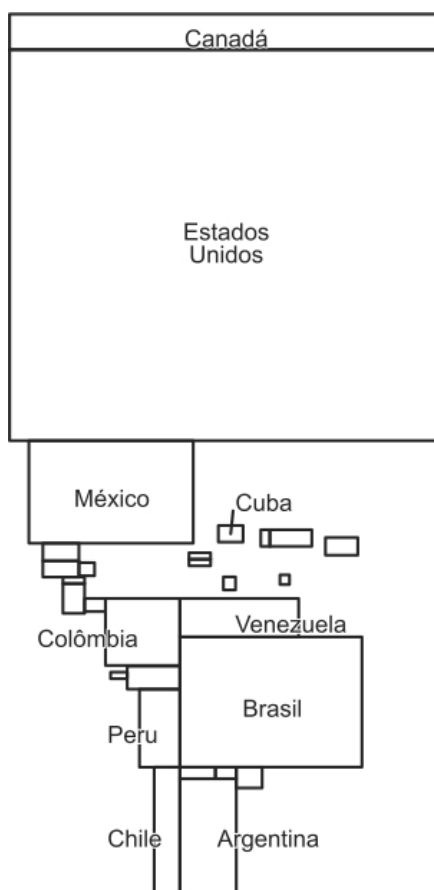 Canadá
Estados
Unidos
México
Cuba
Colômbia
Venezuela
Brasil
Peru
Chile
Argentina